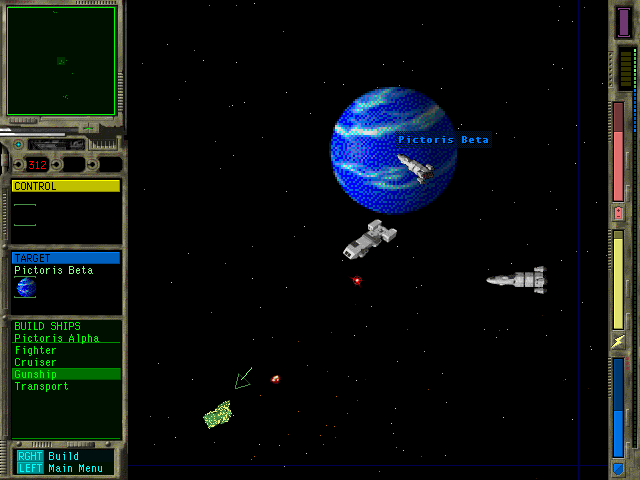 312
CONTROL
TARGET
Pictoris Beta
BUILD SHIPS
Pictoris Alpha
Fighter
Cruiser
Gunship
Transport
RGHT Build
LEFT Main Menu
Pictoris Beta